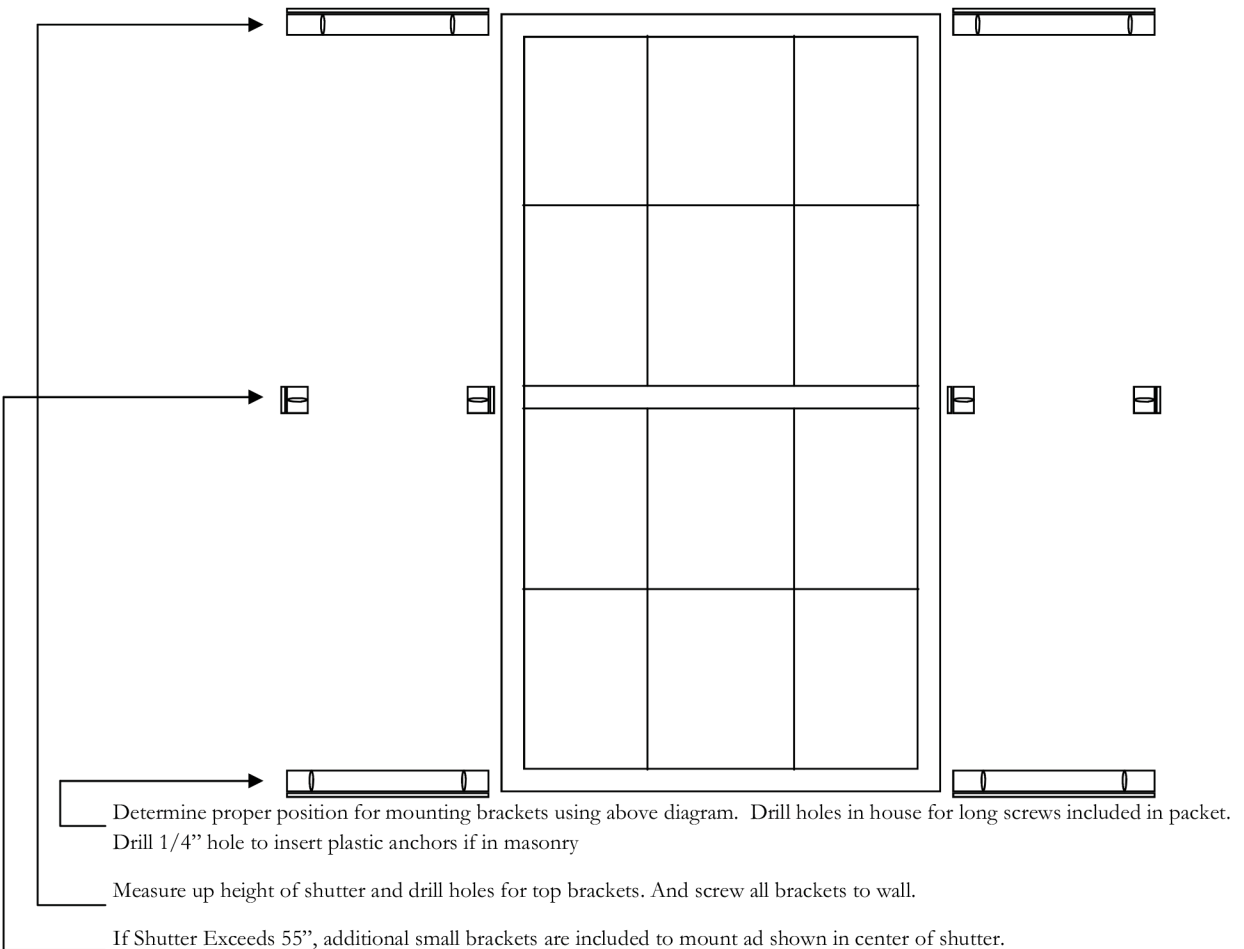 Determine proper position for mounting brackets using above diagram.  Drill holes in house for long screws included in packet.
Drill 1/4” hole to insert plastic anchors if in masonry
Measure up height of shutter and drill holes for top brackets. And screw all brackets to wall.
If Shutter Exceeds 55”, additional small brackets are included to mount ad shown in center of shutter.